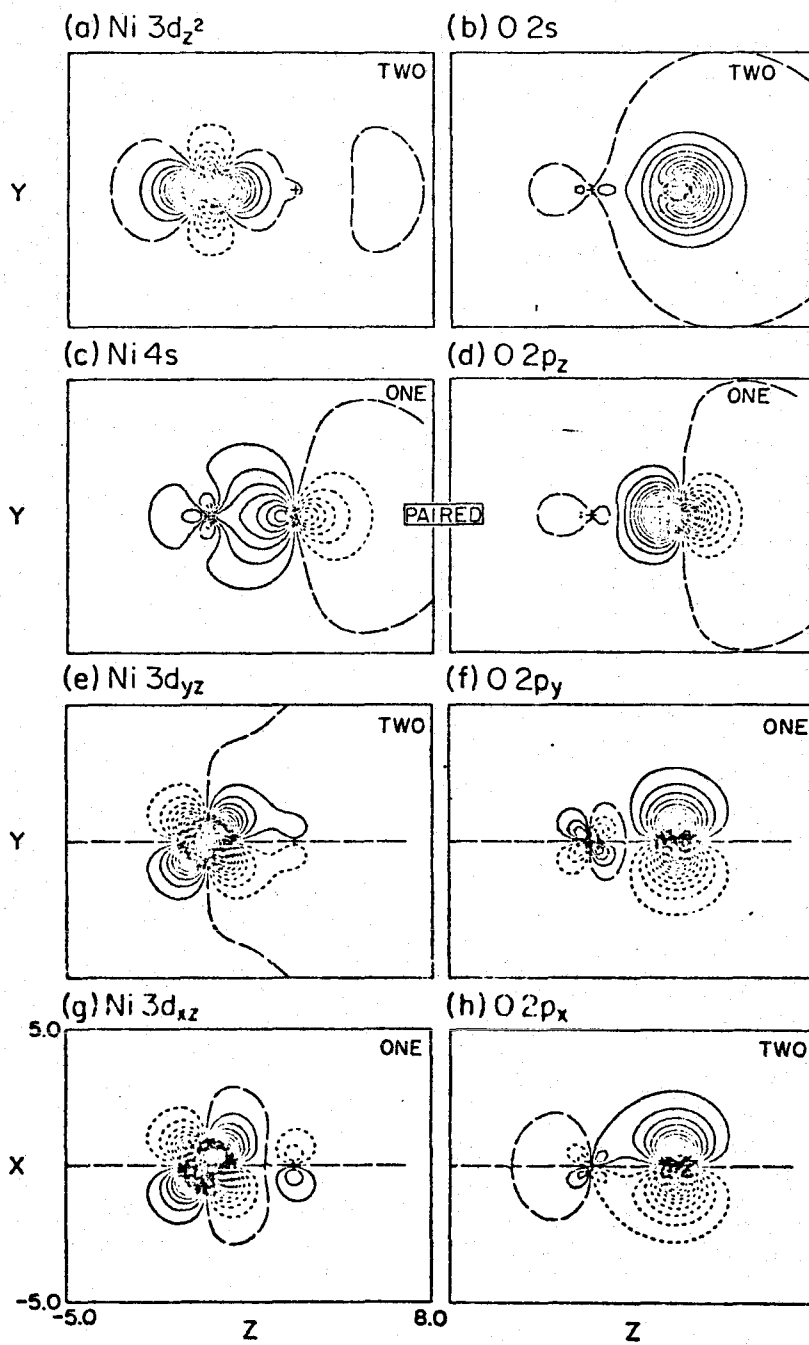 (a) Ni 3d_z² (b) O 2s
TWO TWO
Y
(c) Ni 4s (d) O 2p_z
ONE ONE
Y PAIRED
(e) Ni 3d_yz (f) O 2p_y
TWO ONE
Y
(g) Ni 3d_xz (h) O 2p_x
5.0 ONE TWO
X
-5.0
-5.0 Z 8.0 Z